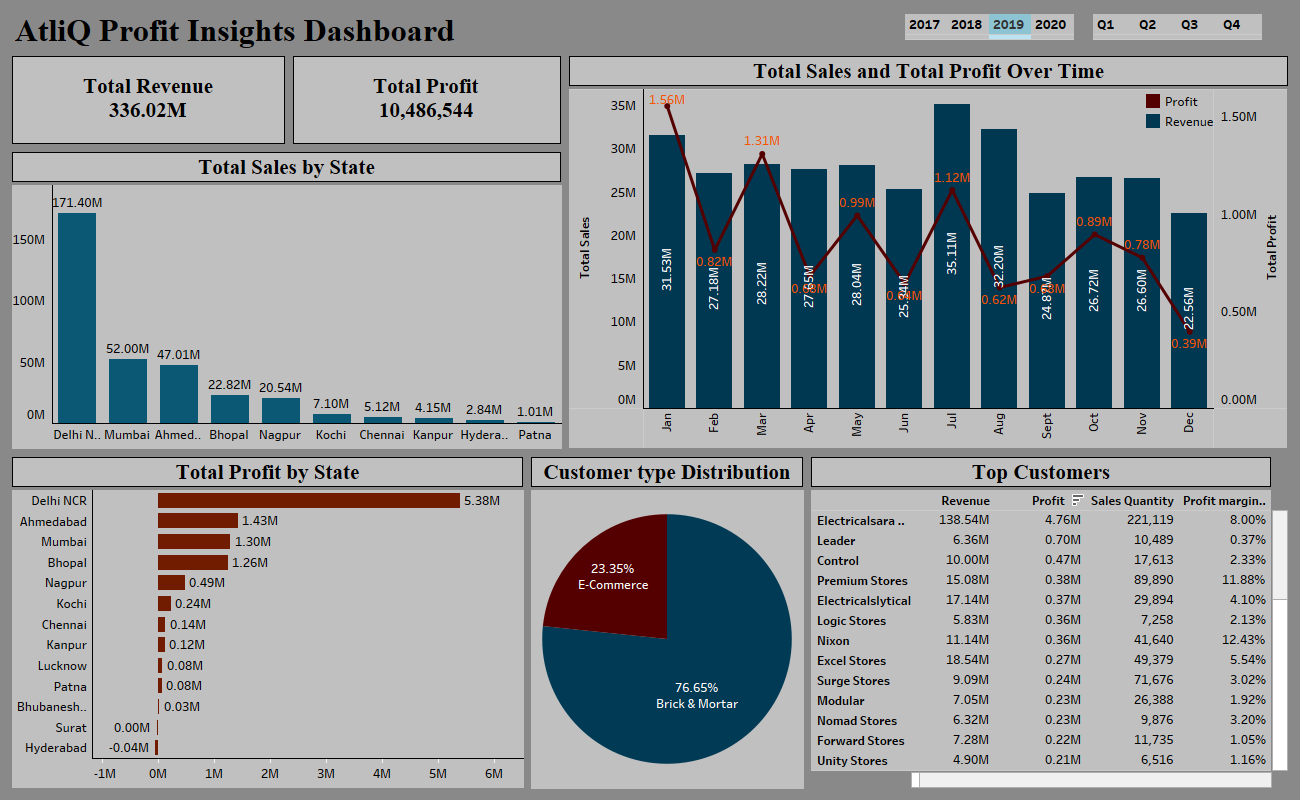 AtliQ Profit Insights Dashboard
2017 2018 2019 2020
Q1 Q2 Q3 Q4
Total Revenue
336.02M
Total Profit
10,486,544
Total Sales and Total Profit Over Time
Profit
Revenue
Total Sales
35M
30M
25M
20M
15M
10M
5M
0M
1.56M 0.82M 1.31M 0.68M 0.99M 1.12M 0.62M 0.89M 0.78M 0.39M
31.53M 27.18M 28.22M 27.65M 28.04M 35.11M 32.20M 24.87M 26.72M 26.60M 22.56M
Jan Feb Mar Apr May Jun Jul Aug Sept Oct Nov Dec
1.50M
1.00M
0.50M
0.00M
Total Profit
Total Sales by State
150M
100M
50M
0M
171.40M 52.00M 47.01M 22.82M 20.54M 7.10M 5.12M 4.15M 2.84M 1.01M
Delhi N.. Mumbai Ahmed.. Bhopal Nagpur Kochi Chennai Kanpur Hydera.. Patna
Total Profit by State
Delhi NCR 5.38M
Ahmedabad 1.43M
Mumbai 1.30M
Bhopal 1.26M
Nagpur 0.49M
Kochi 0.24M
Chennai 0.14M
Kanpur 0.12M
Lucknow 0.08M
Patna 0.08M
Bhubanesh.. 0.03M
Surat 0.00M
Hyderabad -0.04M
-1M 0M 1M 2M 3M 4M 5M 6M
Customer type Distribution
23.35%
E-Commerce
76.65%
Brick & Mortar
Top Customers
Revenue Profit Sales Quantity Profit margin..
Electricalsara .. 138.54M 4.76M 221,119 8.00%
Leader 6.36M 0.70M 10,489 0.37%
Control 10.00M 0.47M 17,613 2.33%
Premium Stores 15.08M 0.38M 89,890 11.88%
Electricalslytical 17.14M 0.37M 29,894 4.10%
Logic Stores 5.83M 0.36M 7,258 2.13%
Nixon 11.14M 0.36M 41,640 12.43%
Excel Stores 18.54M 0.27M 49,379 5.54%
Surge Stores 9.09M 0.24M 71,676 3.02%
Modular 7.05M 0.23M 26,388 1.92%
Nomad Stores 6.32M 0.23M 9,876 3.20%
Forward Stores 7.28M 0.22M 11,735 1.05%
Unity Stores 4.90M 0.21M 6,516 1.16%